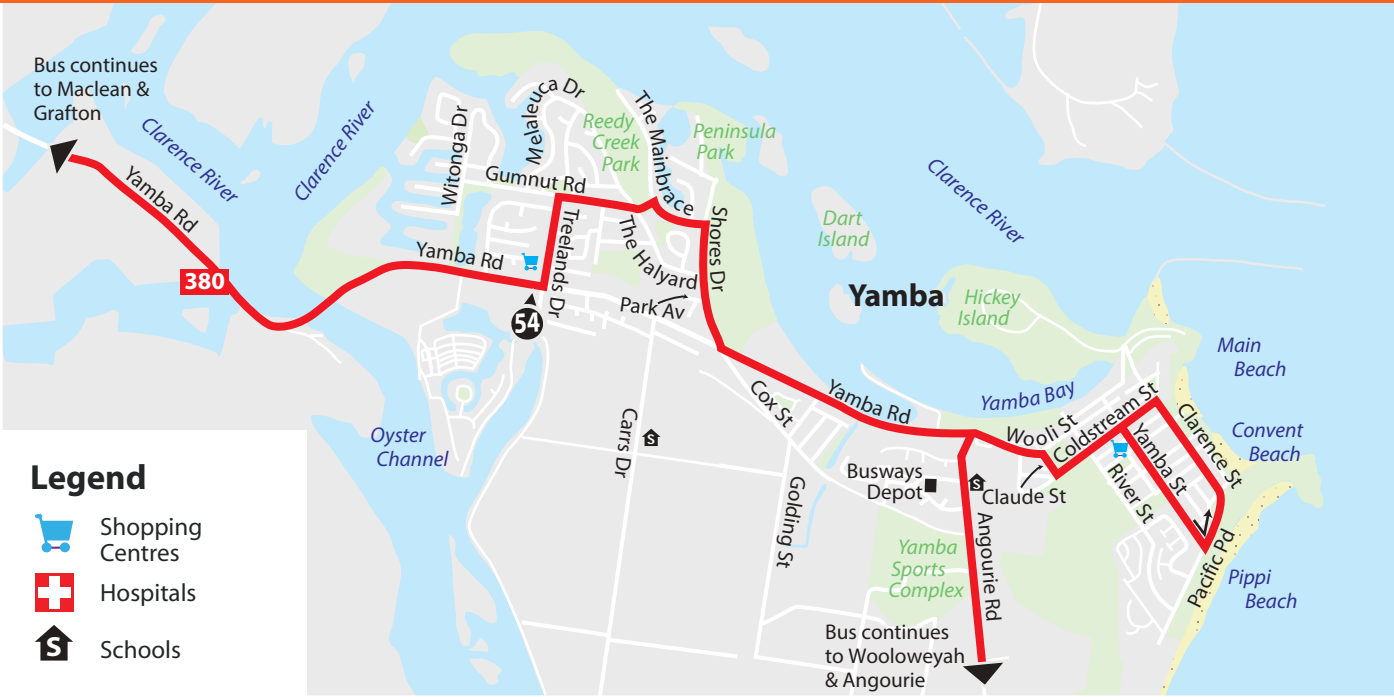 Bus continues
to Maclean &
Grafton
Clarence River
Clarence River
Yamba Rd
380
Witonga Dr
Melaleuca Dr
Gumnut Rd
Reedy
Creek
Park
The Mainbrace
Peninsula
Park
Shores Dr
Treelands Dr
The Halyard
Park Av
Yamba Rd
54
Dart
Island
Clarence River
Yamba
Hickey
Island
Main
Beach
Convent
Beach
Yamba Bay
Yamba Rd
Cox St
Wooli St
Coldstream St
Clarence St
Yamba St
River St
Claude St
Busways
Depot
S
Angourie Rd
Golding St
Carrs Dr
S
Oyster
Channel
Yamba
Sports
Complex
Pacific Pd
Pippi
Beach
Bus continues
to Wooloweyah
& Angourie
Legend
Shopping
Centres
Hospitals
S
Schools